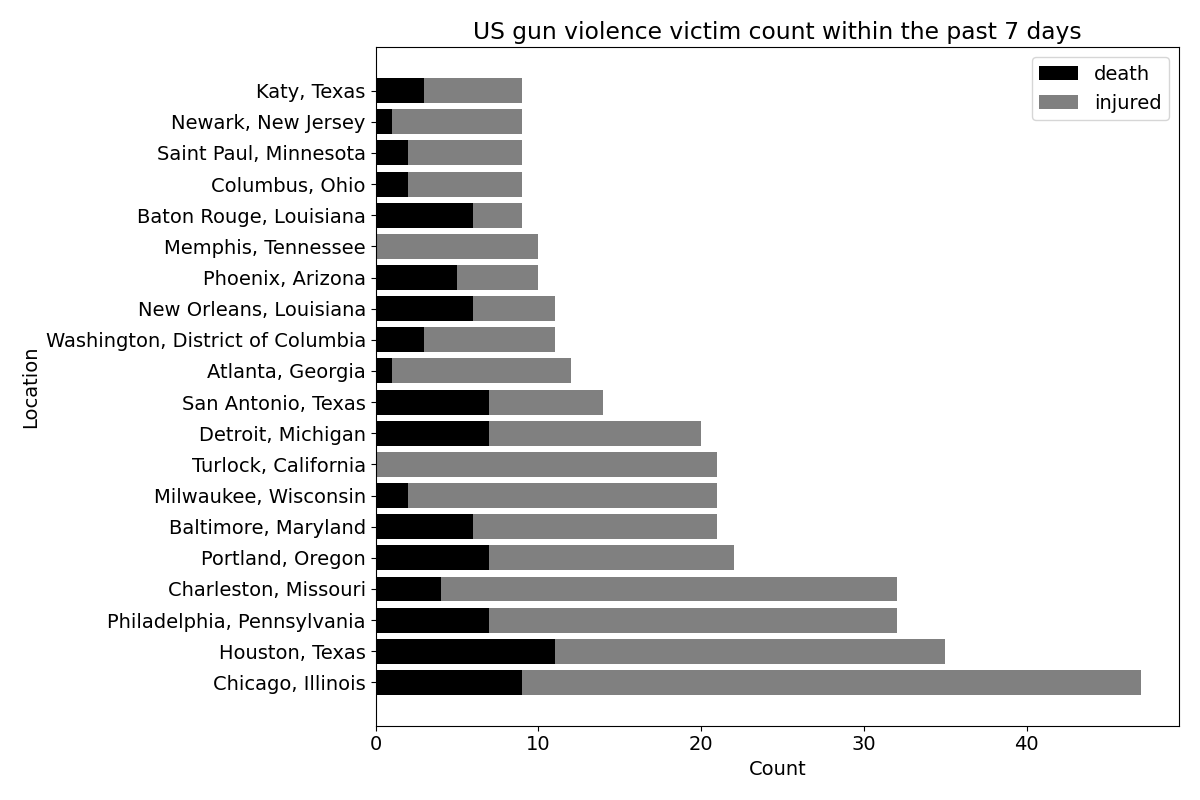 US gun violence victim count within the past 7 days
death
injured
Katy, Texas
Newark, New Jersey
Saint Paul, Minnesota
Columbus, Ohio
Baton Rouge, Louisiana
Memphis, Tennessee
Phoenix, Arizona
New Orleans, Louisiana
Washington, District of Columbia
Atlanta, Georgia
San Antonio, Texas
Detroit, Michigan
Turlock, California
Milwaukee, Wisconsin
Baltimore, Maryland
Portland, Oregon
Charleston, Missouri
Philadelphia, Pennsylvania
Houston, Texas
Chicago, Illinois
Location
0 10 20 30 40
Count